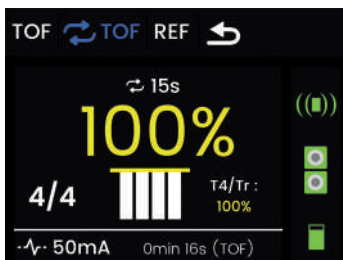 TOF TOF REF
15s
100%
4/4
T4/Tr :
100%
50mA 0min 16s (TOF)